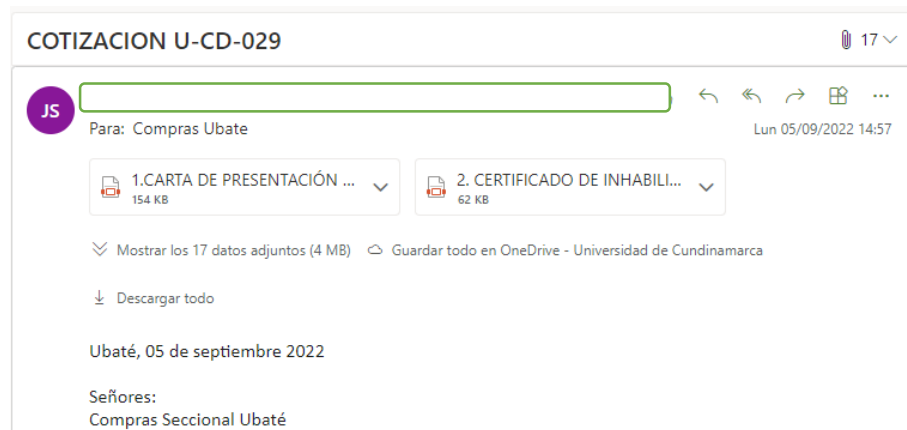 COTIZACION U-CD-029
17
JS
Para: Compras Ubate
Lun 05/09/2022 14:57
1.CARTA DE PRESENTACIÓN ...
154 KB
2. CERTIFICADO DE INHABILI...
62 KB
Mostrar los 17 datos adjuntos (4 MB) Guardar todo en OneDrive - Universidad de Cundinamarca
Descargar todo
Ubaté, 05 de septiembre 2022
Señores:
Compras Seccional Ubaté